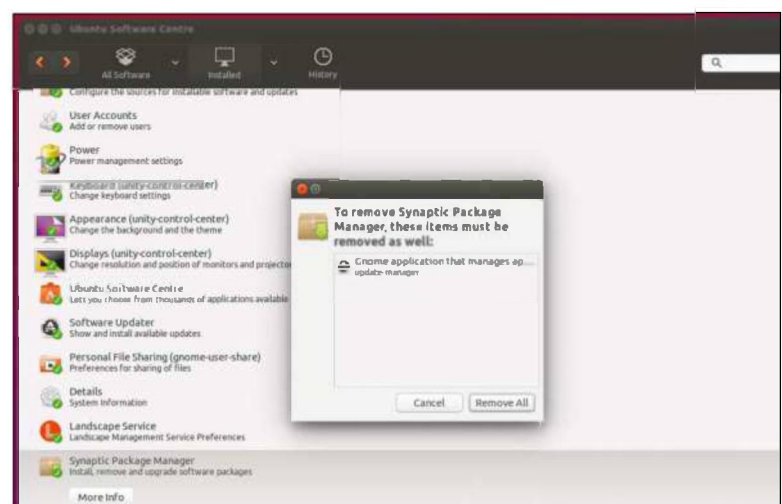 Ubuntu Software Centre
All Software
Installed
History
Configure the sources for installable software and updates
User Accounts
Add or remove users
Power
Power management settings
Keyboard (unity-control-center)
Change keyboard settings
Appearance (unity-control-center)
Change the background and the theme
Displays (unity-control-center)
Change resolution and position of monitors and projector
Ubuntu Software Centre
Lets you choose from thousands of applications available
Software Updater
Show and install available updates
Personal File Sharing (gnome-user-share)
Preferences for sharing of files
Details
System Information
Landscape Service
Landscape Management Service Preferences
Synaptic Package Manager
Install, remove and upgrade software packages
More Info
To remove Synaptic Package
Manager, these items must be
removed as well:
Gnome application that manages ap...
update-manager
Cancel
Remove All